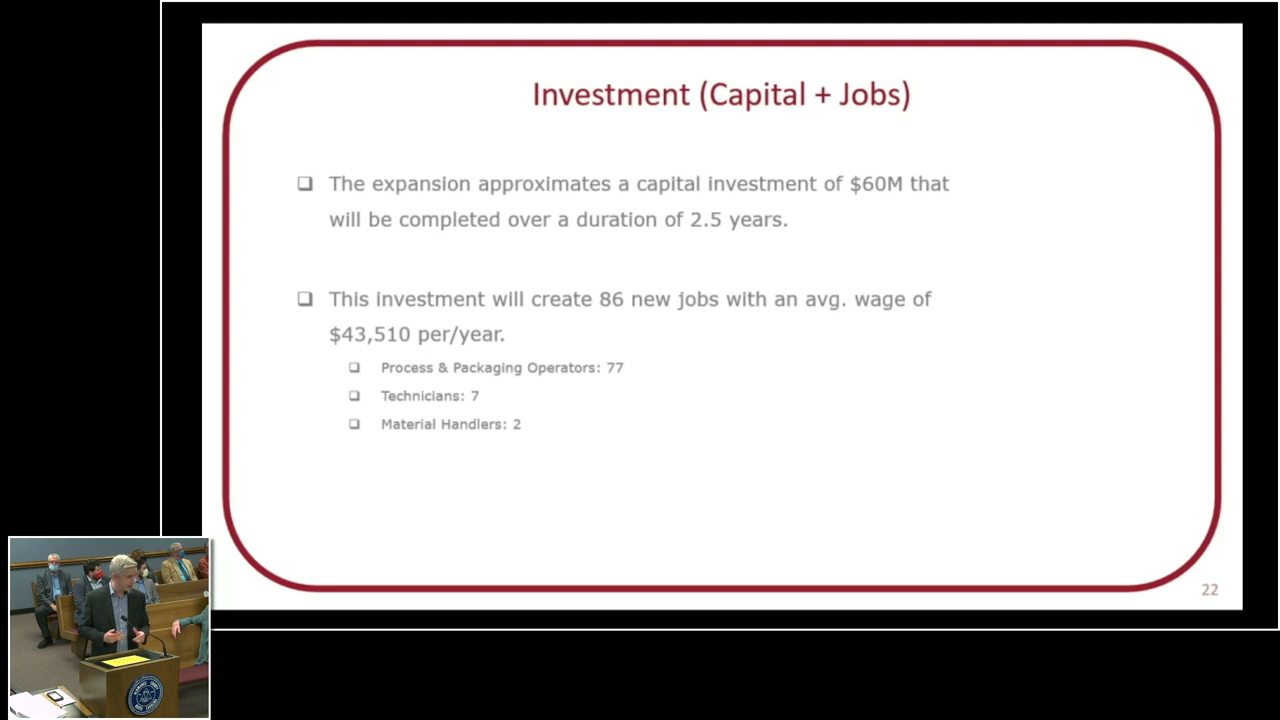 Investment (Capital + Jobs)
❑ The expansion approximates a capital investment of $60M that
will be completed over a duration of 2.5 years.
❑ This investment will create 86 new jobs with an avg. wage of
$43,510 per/year.
❑ Process & Packaging Operators: 77
❑ Technicians: 7
❑ Material Handlers: 2
22